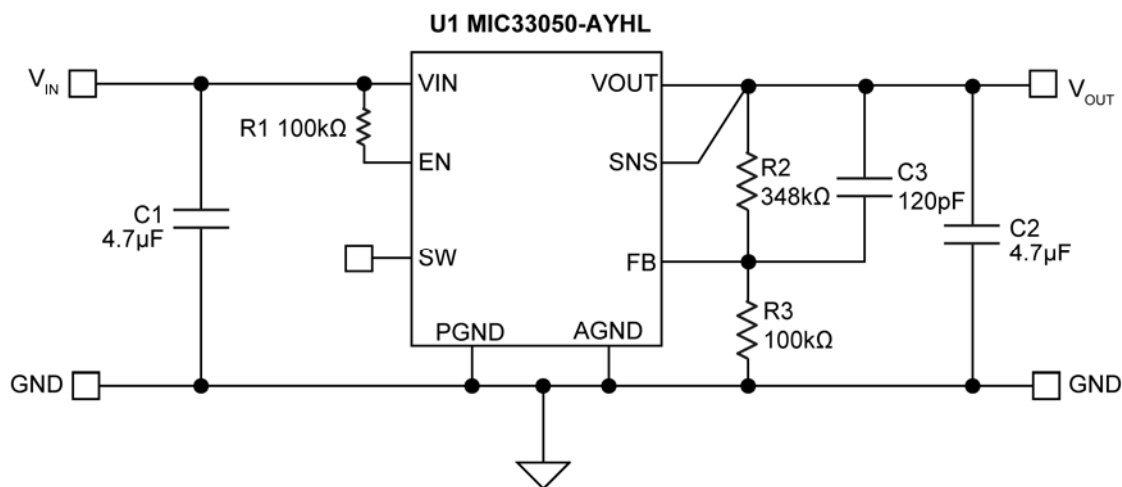 U1 MIC33050-AYHL
VIN
VIN
VOUT
VOUT
R1 100kΩ
EN
SNS
R2
348kΩ
C3
120pF
C1
4.7µF
C2
4.7µF
SW
FB
R3
100kΩ
PGND
AGND
GND
GND